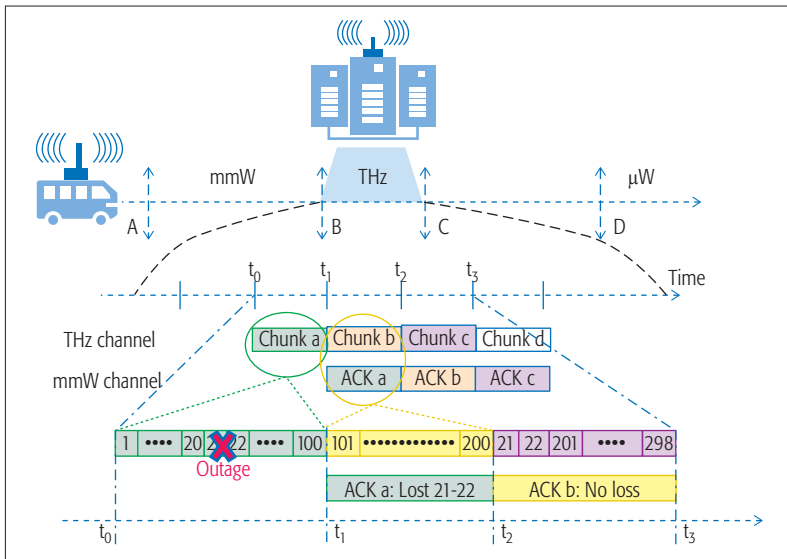 mmW THz μW
A B C D
t0 t1 t2 t3 Time
THz channel Chunk a Chunk b Chunk c Chunk d
mmW channel ACK a ACK b ACK c
1 •••• 20 22 •••• 100 101 ••••••••••••• 200 21 22 201 •••• 298
Outage
ACK a: Lost 21-22 ACK b: No loss
t0 t1 t2 t3